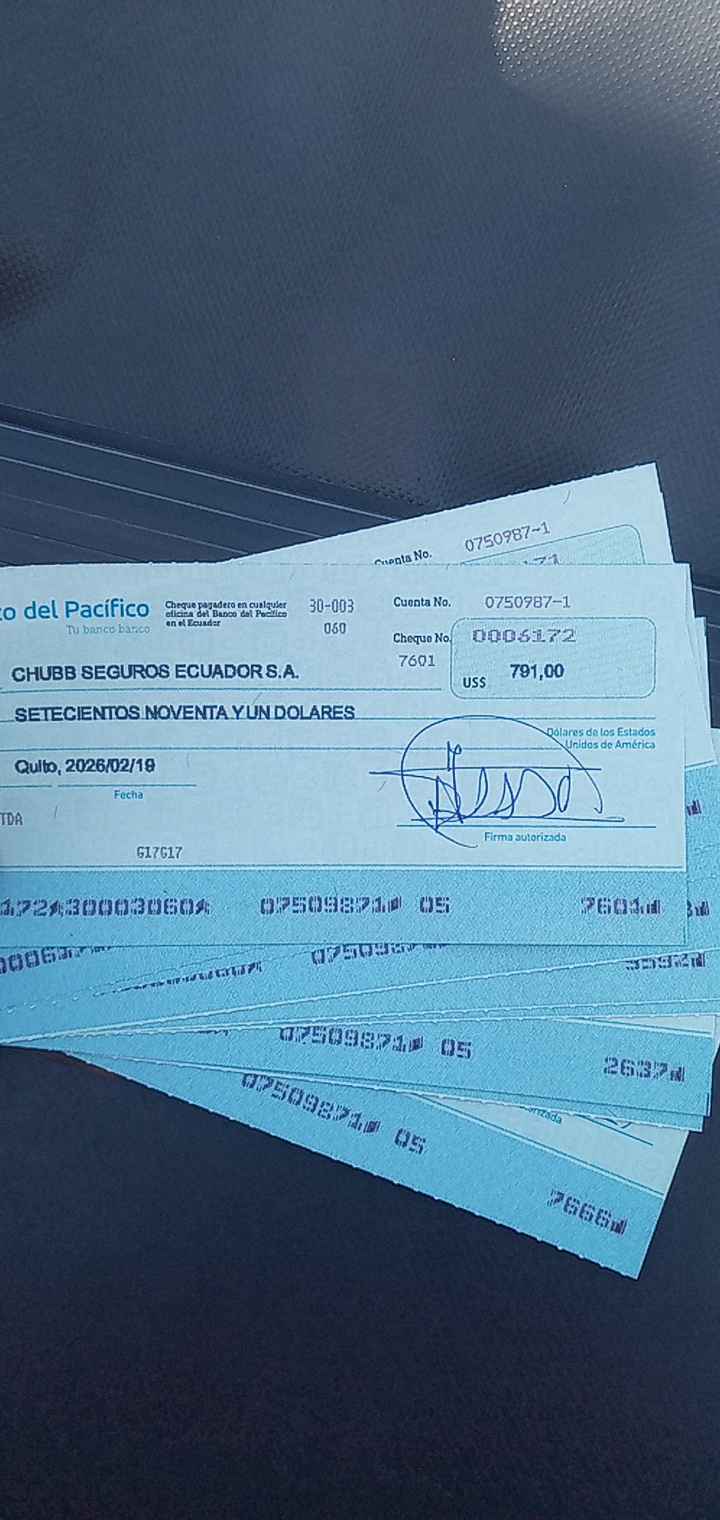 Cuenta No. 0750987-1
o del Pacífico
Tu banco banco
Cheque pagadero en cualquier
oficina del Banco del Pacífico
en el Ecuador
30-003
060
Cuenta No. 0750987-1
Cheque No. 0006172
7601
US$ 791,00
CHUBB SEGUROS ECUADOR S.A.
SETECIENTOS NOVENTA Y UN DOLARES
Dólares de los Estados
Unidos de América
Quito, 2026/02/19
Fecha
TDA
Firma autorizada
G17G17
172 30003060 07509871 05 7601
3592
07509871 05 2637
07509871 05 7666